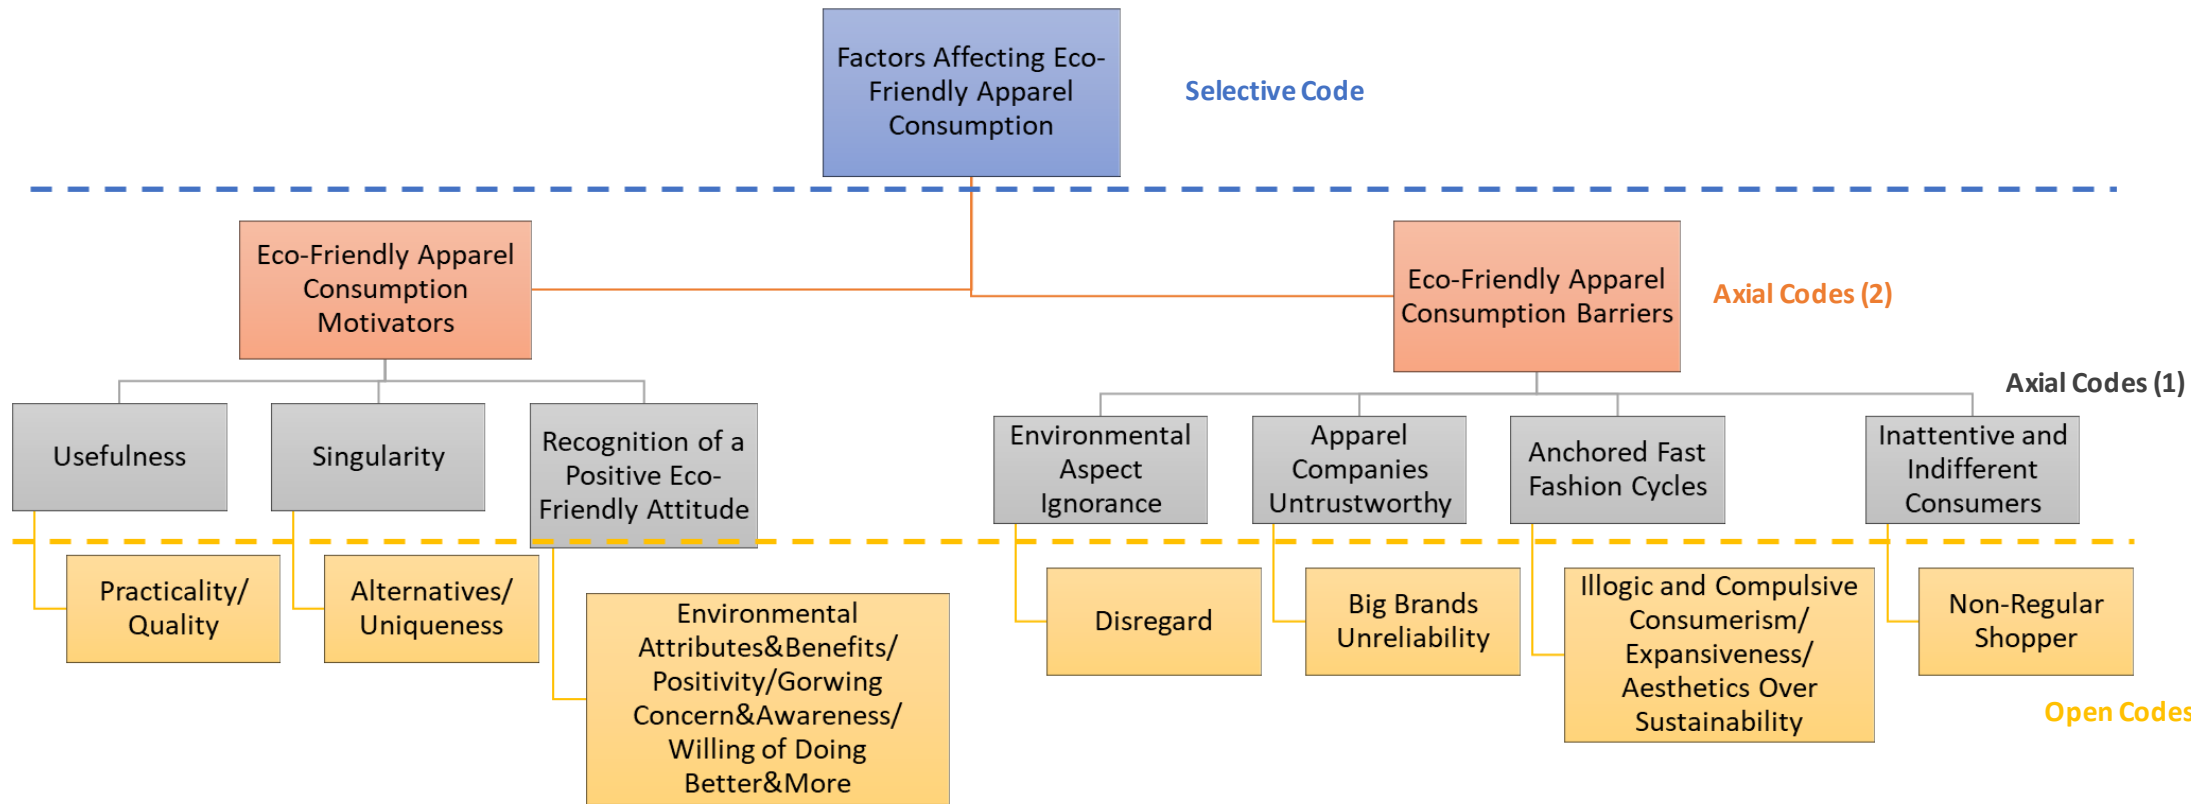 Factors Affecting Eco-
Friendly Apparel
Consumption
Selective Code
Eco-Friendly Apparel
Consumption
Motivators
Eco-Friendly Apparel
Consumption Barriers
Axial Codes (2)
Axial Codes (1)
Usefulness
Singularity
Recognition of a
Positive Eco-
Friendly Attitude
Environmental
Aspect
Ignorance
Apparel
Companies
Untrustworthy
Anchored Fast
Fashion Cycles
Inattentive and
Indifferent
Consumers
Practicality/
Quality
Alternatives/
Uniqueness
Environmental
Attributes&Benefits/
Positivity/Gorwing
Concern&Awareness/
Willing of Doing
Better&More
Disregard
Big Brands
Unreliability
Illogic and Compulsive
Consumerism/
Expansiveness/
Aesthetics Over
Sustainability
Non-Regular
Shopper
Open Codes